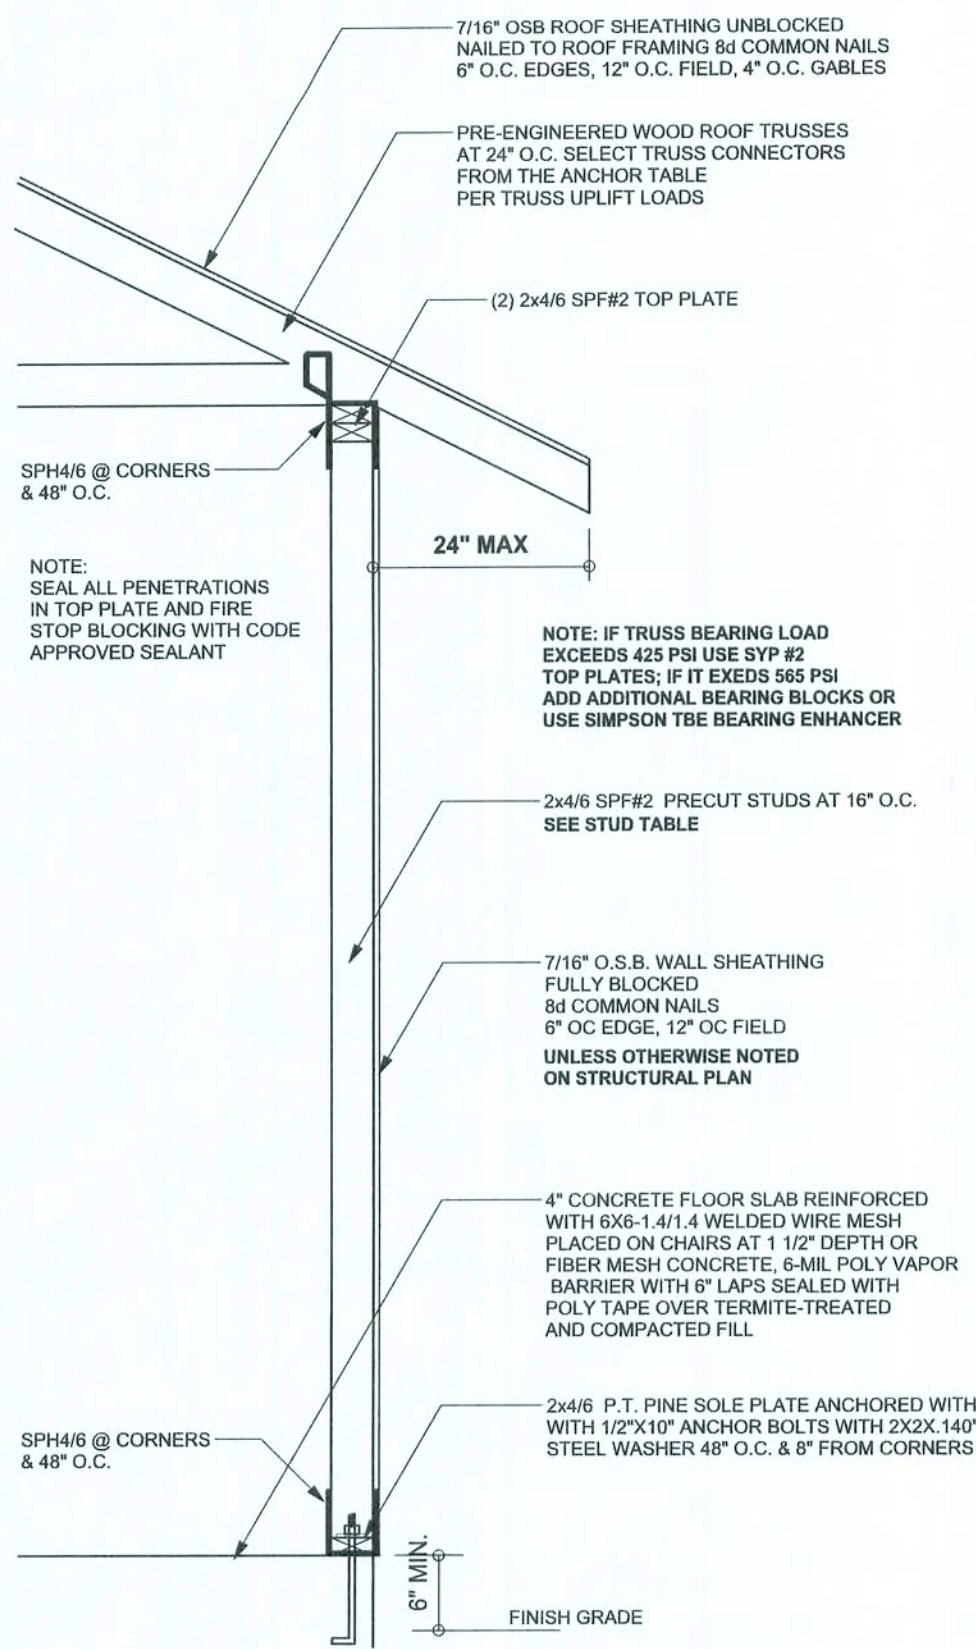 7/16" OSB ROOF SHEATHING UNBLOCKED
NAILED TO ROOF FRAMING 8d COMMON NAILS
6" O.C. EDGES, 12" O.C. FIELD, 4" O.C. GABLES
PRE-ENGINEERED WOOD ROOF TRUSSES
AT 24" O.C. SELECT TRUSS CONNECTORS
FROM THE ANCHOR TABLE
PER TRUSS UPLIFT LOADS
(2) 2x4/6 SPF#2 TOP PLATE
SPH4/6 @ CORNERS
& 48" O.C.
24" MAX
NOTE:
SEAL ALL PENETRATIONS
IN TOP PLATE AND FIRE
STOP BLOCKING WITH CODE
APPROVED SEALANT
NOTE: IF TRUSS BEARING LOAD
EXCEEDS 425 PSI USE SYP #2
TOP PLATES; IF IT EXEDS 565 PSI
ADD ADDITIONAL BEARING BLOCKS OR
USE SIMPSON TBE BEARING ENHANCER
2x4/6 SPF#2 PRECUT STUDS AT 16" O.C.
SEE STUD TABLE
7/16" O.S.B. WALL SHEATHING
FULLY BLOCKED
8d COMMON NAILS
6" OC EDGE, 12" OC FIELD
UNLESS OTHERWISE NOTED
ON STRUCTURAL PLAN
4" CONCRETE FLOOR SLAB REINFORCED
WITH 6X6-1.4/1.4 WELDED WIRE MESH
PLACED ON CHAIRS AT 1 1/2" DEPTH OR
FIBER MESH CONCRETE, 6-MIL POLY VAPOR
BARRIER WITH 6" LAPS SEALED WITH
POLY TAPE OVER TERMITE-TREATED
AND COMPACTED FILL
2x4/6 P.T. PINE SOLE PLATE ANCHORED WITH
WITH 1/2"X10" ANCHOR BOLTS WITH 2X2X.140"
STEEL WASHER 48" O.C. & 8" FROM CORNERS
SPH4/6 @ CORNERS
& 48" O.C.
6" MIN.
FINISH GRADE